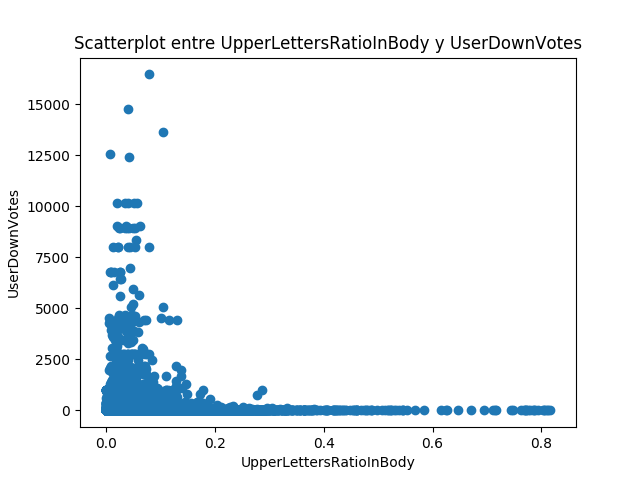 Scatterplot entre UpperLettersRatioInBody y UserDownVotes
15000
12500
10000
7500
5000
2500
0
UserDownVotes
0.0 0.2 0.4 0.6 0.8
UpperLettersRatioInBody